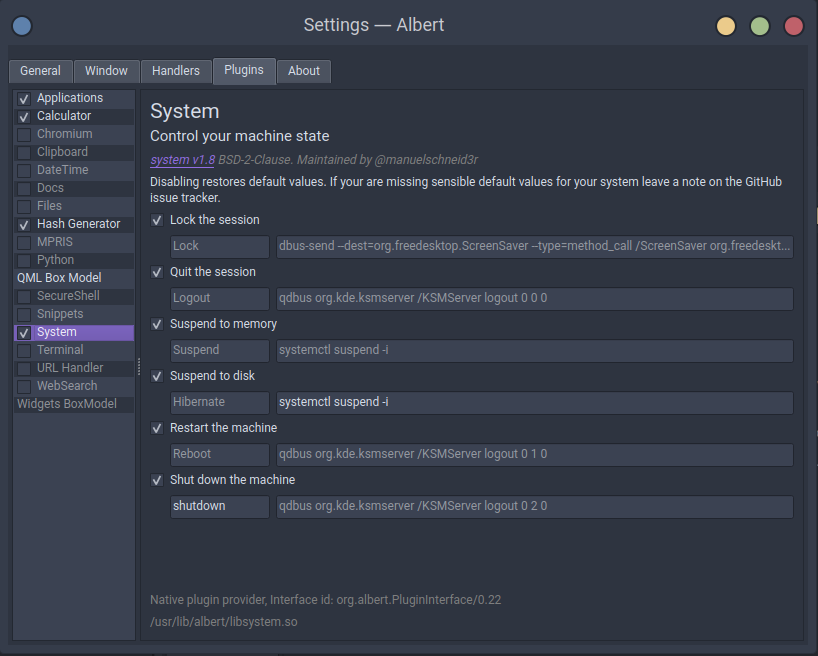 Settings — Albert
General Window Handlers Plugins About
Applications
Calculator
Chromium
Clipboard
DateTime
Docs
Files
Hash Generator
MPRIS
Python
QML Box Model
SecureShell
Snippets
System
Terminal
URL Handler
WebSearch
Widgets BoxModel
System
Control your machine state
system v1.8 BSD-2-Clause. Maintained by @manuelschneid3r
Disabling restores default values. If your are missing sensible default values for your system leave a note on the GitHub
issue tracker.
Lock the session
Lock dbus-send --dest=org.freedesktop.ScreenSaver --type=method_call /ScreenSaver org.freedeskt...
Quit the session
Logout qdbus org.kde.ksmserver /KSMServer logout 0 0 0
Suspend to memory
Suspend systemctl suspend -i
Suspend to disk
Hibernate systemctl suspend -i
Restart the machine
Reboot qdbus org.kde.ksmserver /KSMServer logout 0 1 0
Shut down the machine
shutdown qdbus org.kde.ksmserver /KSMServer logout 0 2 0
Native plugin provider, Interface id: org.albert.PluginInterface/0.22
/usr/lib/albert/libsystem.so